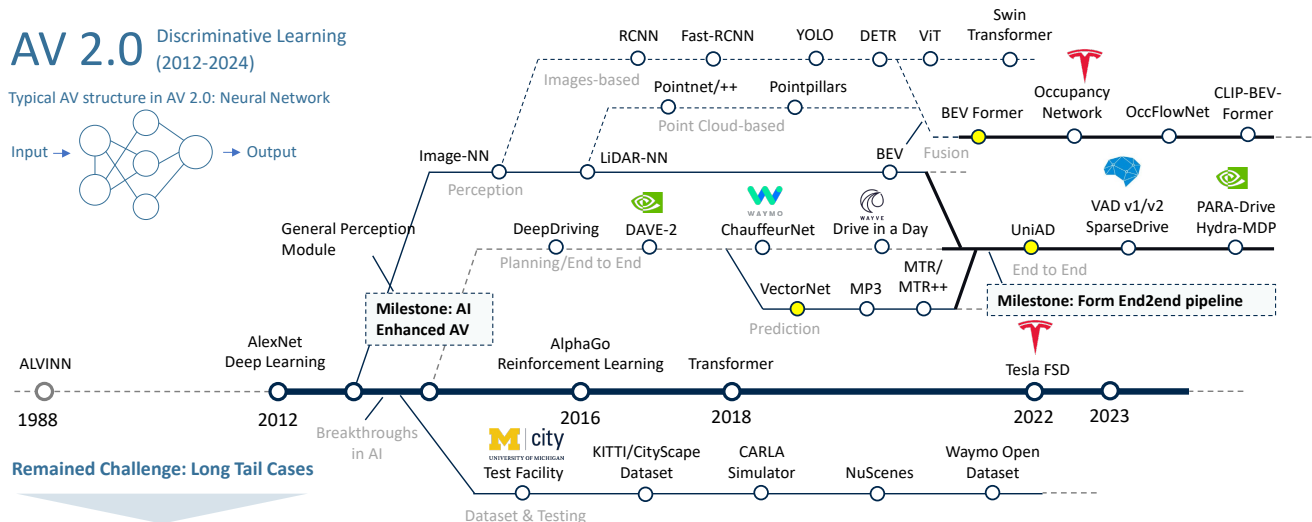 AV 2.0
Discriminative Learning
(2012-2024)
Typical AV structure in AV 2.0: Neural Network
Input
Output
RCNN
Fast-RCNN
YOLO
DETR
ViT
Swin
Transformer
Images-based
Pointnet/++
Pointpillars
Point Cloud-based
BEV Former
Occupancy
Network
OccFlowNet
CLIP-BEV-
Former
Fusion
Image-NN
LiDAR-NN
BEV
Perception
General Perception
Module
DeepDriving
DAVE-2
WAYMO
ChauffeurNet
WAYVE
Drive in a Day
Planning/End to End
UniAD
VAD v1/v2
SparseDrive
PARA-Drive
Hydra-MDP
End to End
VectorNet
MP3
MTR/
MTR++
Prediction
Milestone: AI
Enhanced AV
Milestone: Form End2end pipeline
ALVINN
AlexNet
Deep Learning
AlphaGo
Reinforcement Learning
Transformer
Tesla FSD
1988
2012
2016
2018
2022
2023
Breakthroughs
in AI
M city
UNIVERSITY OF MICHIGAN
Test Facility
KITTI/CityScape
Dataset
CARLA
Simulator
NuScenes
Waymo Open
Dataset
Dataset & Testing
Remained Challenge: Long Tail Cases